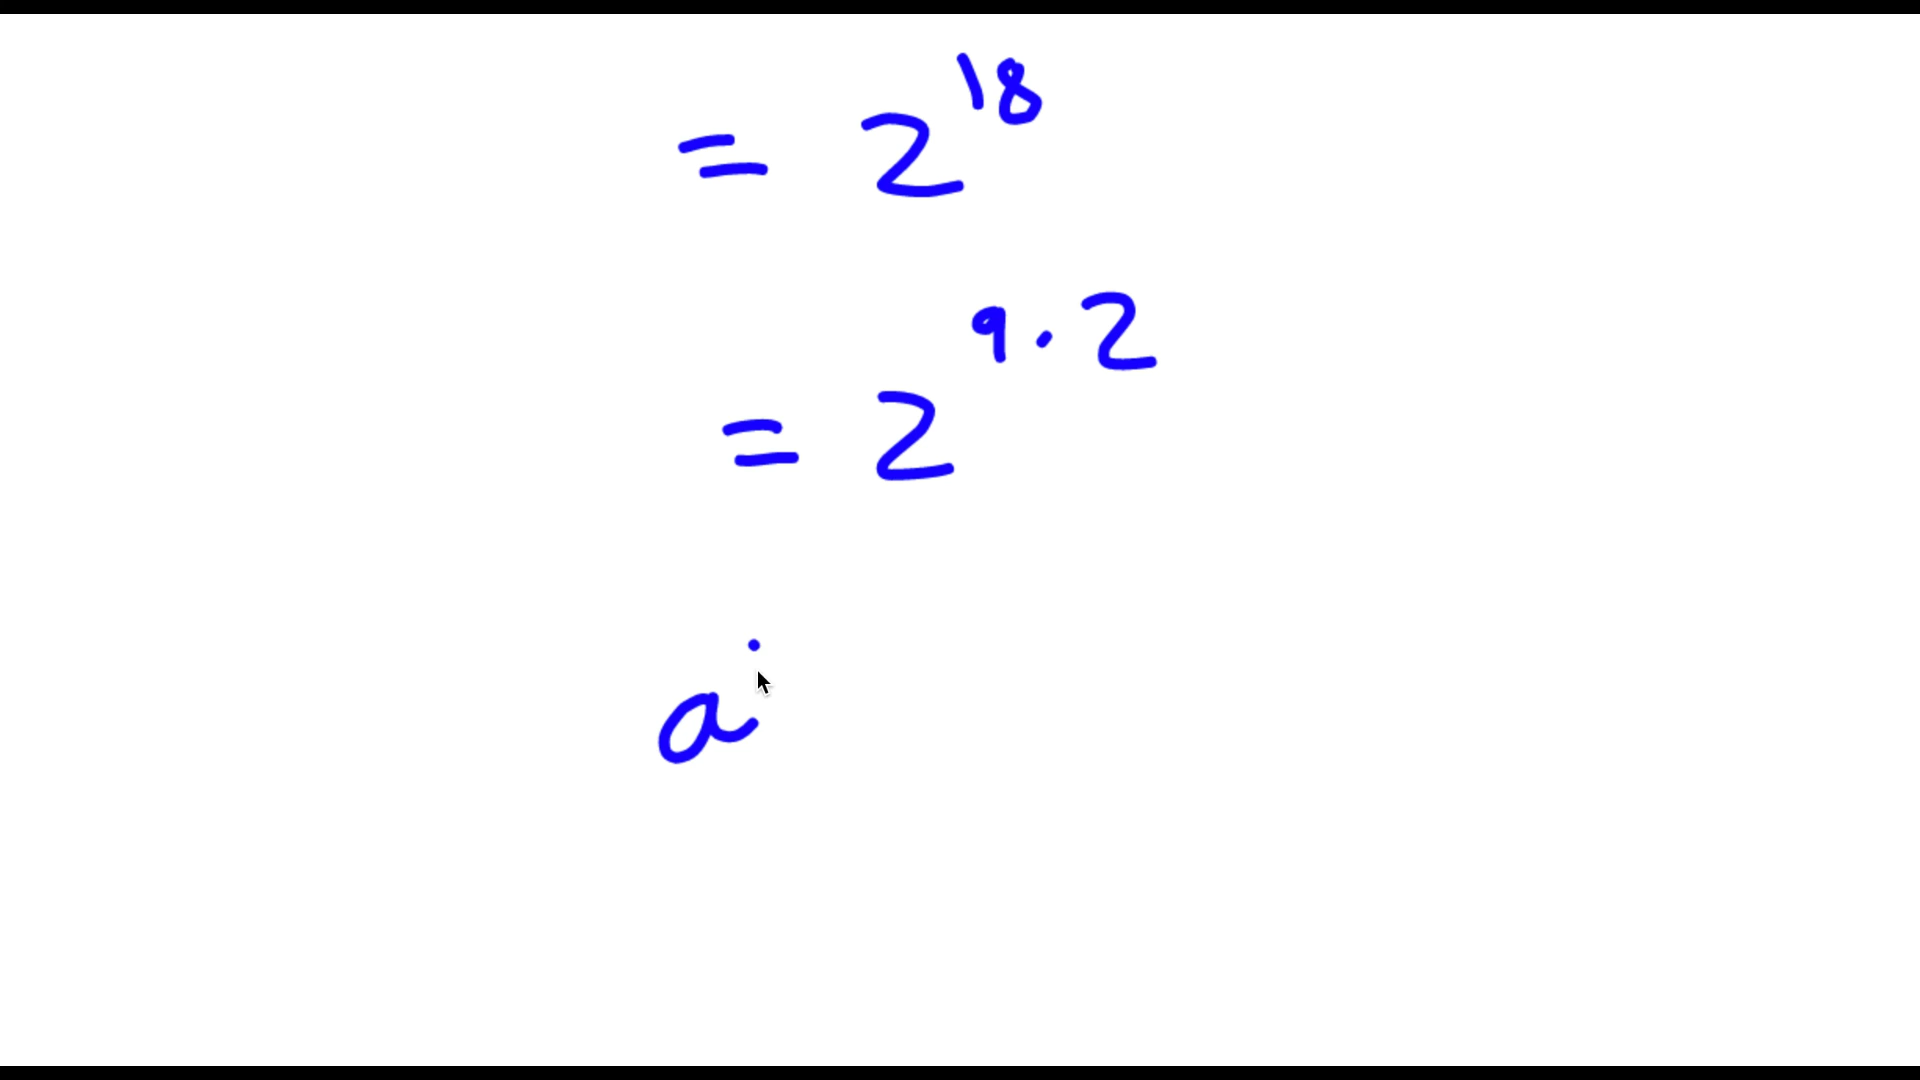 = 2^18
= 2^9·2
a^.